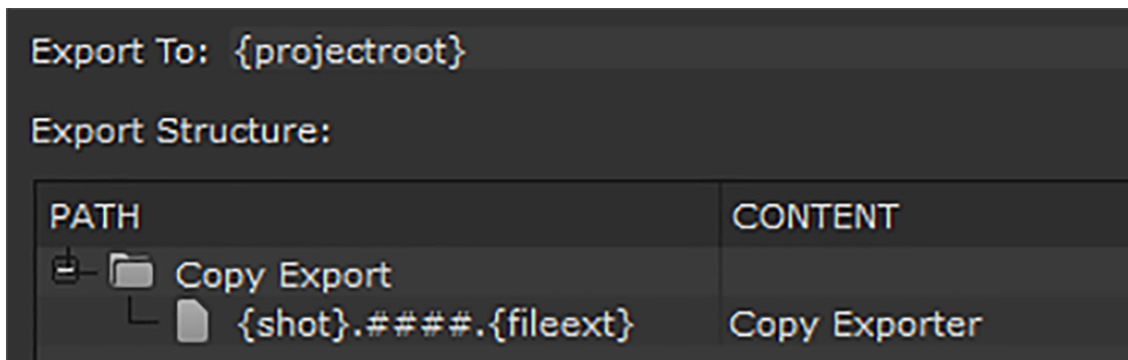 Export To: {projectroot}
Export Structure:
PATH CONTENT
Copy Export
{shot}.####.{fileext} Copy Exporter